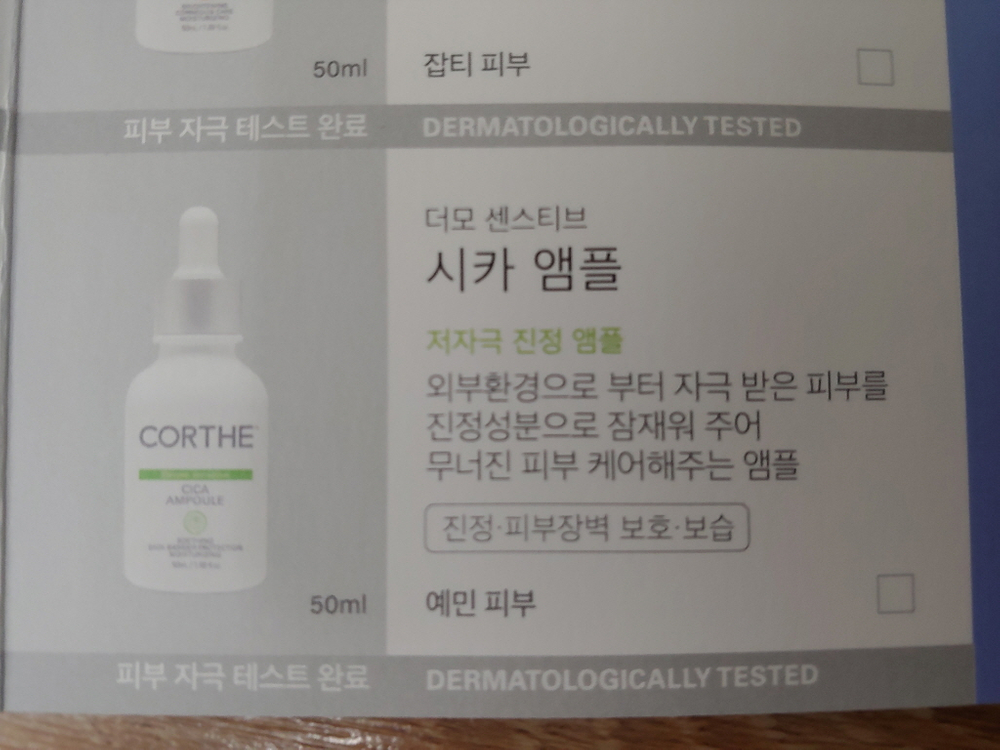 50ml
잡티 피부
피부 자극 테스트 완료
DERMATOLOGICALLY TESTED
더모 센스티브
시카 앰플
저자극 진정 앰플
외부환경으로 부터 자극 받은 피부를
진정성분으로 잠재워 주어
무너진 피부 케어해주는 앰플
진정·피부장벽 보호·보습
CORTHE
CICA
AMPOULE
SOOTHING
SKIN BARRIER PROTECTION
MOISTURIZING
50ml
예민 피부
피부 자극 테스트 완료
DERMATOLOGICALLY TESTED